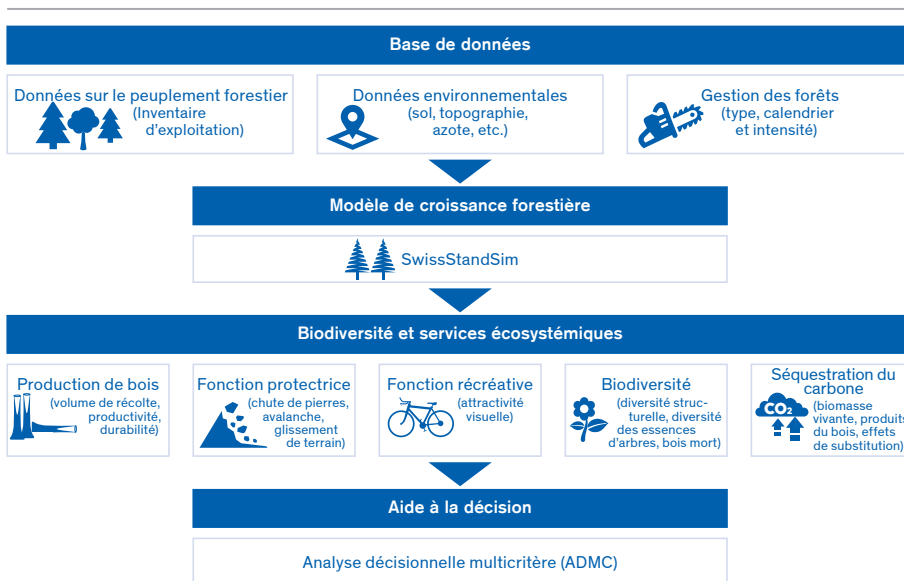 Base de données
Données sur le peuplement forestier
(Inventaire
d'exploitation)
Données environnementales
(sol, topographie,
azote, etc.)
Gestion des forêts
(type, calendrier
et intensité)
Modèle de croissance forestière
SwissStandSim
Biodiversité et services écosystémiques
Production de bois
(volume de récolte,
productivité,
durabilité)
Fonction protectrice
(chute de pierres,
avalanche,
glissement
de terrain)
Fonction récréative
(attractivité
visuelle)
Biodiversité
(diversité struc-
turelle, diversité
des essences
d'arbres, bois mort)
Séquestration du
carbone
CO2
(biomasse
vivante, produits
du bois, effets
de substitution)
Aide à la décision
Analyse décisionnelle multicritère (ADMC)